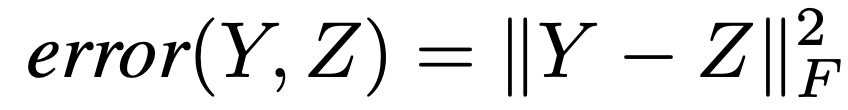 error(Y, Z) = ‖Y − Z‖²_F